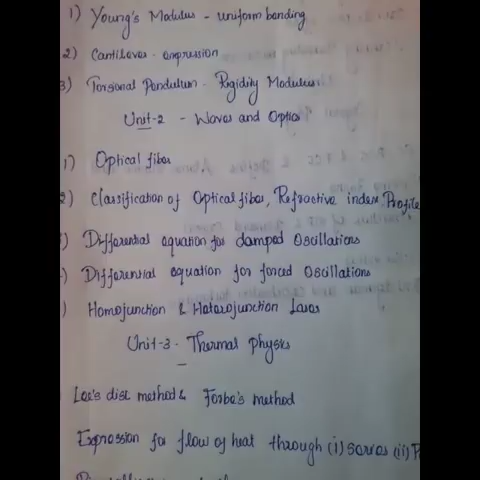 1) Young's Modulus - uniform bending
2) Cantilever - expression
3) Torsional Pendulum - Rigidity Modulus
Unit-2 - Waves and Optics
1) Optical fiber
2) Classification of Optical fiber, Refractive index Profile
) Differential equation for damped Oscillations
) Differential equation for forced Oscillations
) Homojunction & Heterojunction Laser
Unit-3 - Thermal physics
Lee's disc method & Forbe's method
Expression for flow of heat through (i) Series (ii) P